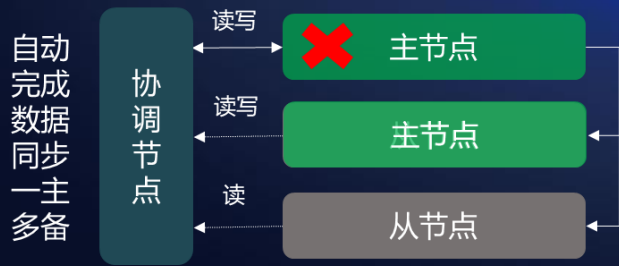 自动
完成
数据
同步
一主
多备
协
调
节
点
读写
主节点
读写
主节点
读
从节点